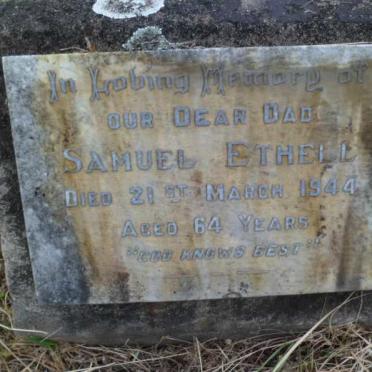 In Loving Memory of
OUR DEAR DAD
SAMUEL ETHELL
DIED 21ST MARCH 1944
AGED 64 YEARS
"GOD KNOWS BEST"